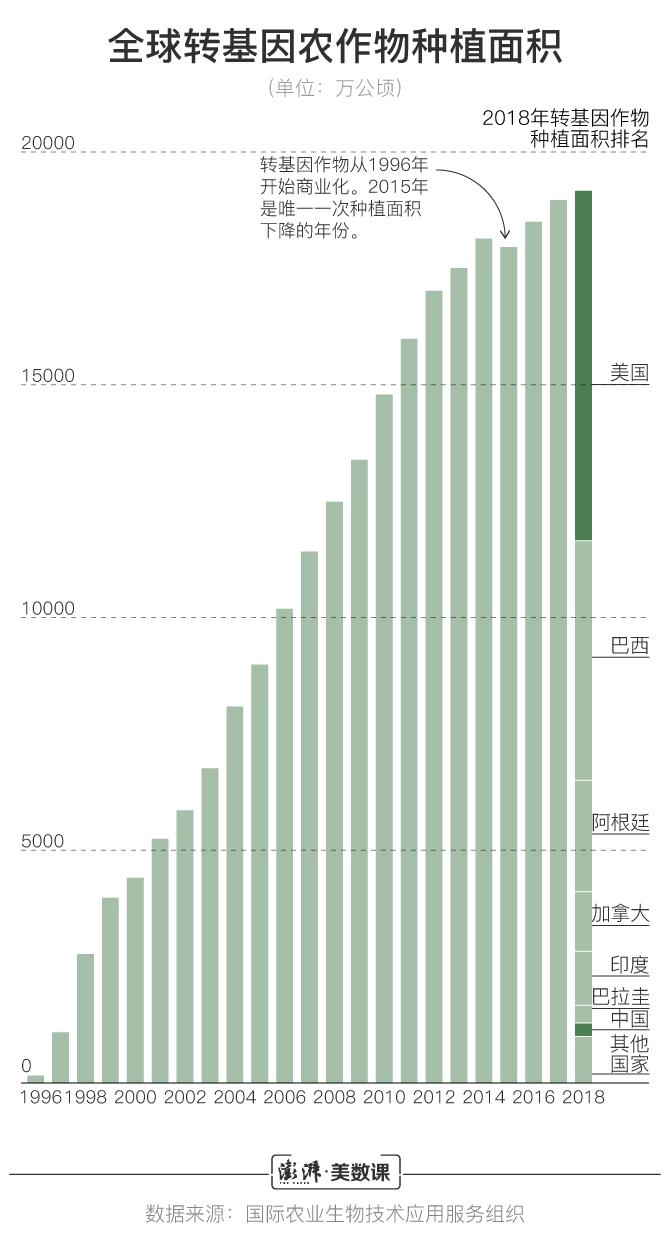 全球转基因农作物种植面积
（单位：万公顷）
2018年转基因作物
种植面积排名
20000
转基因作物从1996年
开始商业化。2015年
是唯一一次种植面积
下降的年份。
15000
美国
10000
巴西
阿根廷
5000
加拿大
印度
巴拉圭
中国
其他
国家
0
1996 1998 2000 2002 2004 2006 2008 2010 2012 2014 2016 2018
澎湃·美数课
数据来源：国际农业生物技术应用服务组织